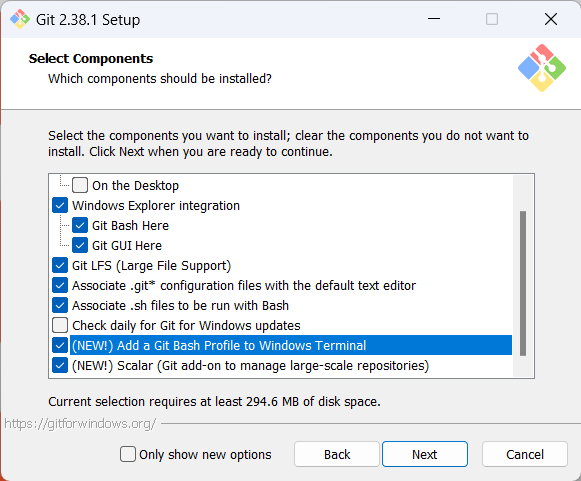 Git 2.38.1 Setup
Select Components
Which components should be installed?
Select the components you want to install; clear the components you do not want to
install. Click Next when you are ready to continue.
On the Desktop
Windows Explorer integration
Git Bash Here
Git GUI Here
Git LFS (Large File Support)
Associate .git* configuration files with the default text editor
Associate .sh files to be run with Bash
Check daily for Git for Windows updates
(NEW!) Add a Git Bash Profile to Windows Terminal
(NEW!) Scalar (Git add-on to manage large-scale repositories)
Current selection requires at least 294.6 MB of disk space.
https://gitforwindows.org/
Only show new options
Back
Next
Cancel